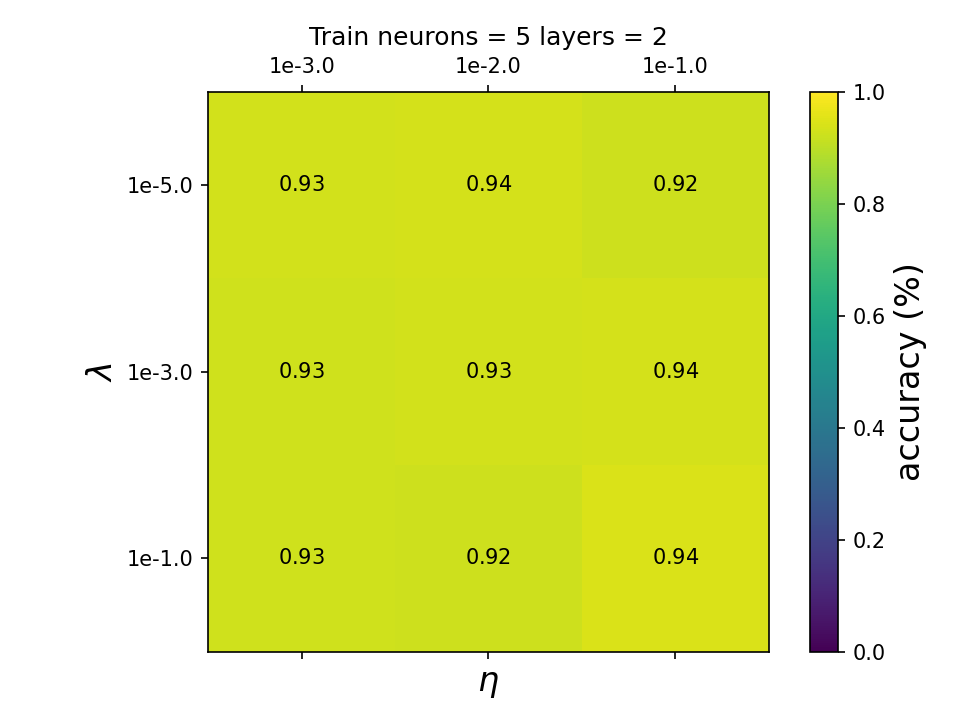 Train neurons = 5 layers = 2
1e-3.0 1e-2.0 1e-1.0
1e-5.0 0.93 0.94 0.92
1e-3.0 0.93 0.93 0.94
1e-1.0 0.93 0.92 0.94
λ
η
1.0
0.8
0.6
0.4
0.2
0.0
accuracy (%)